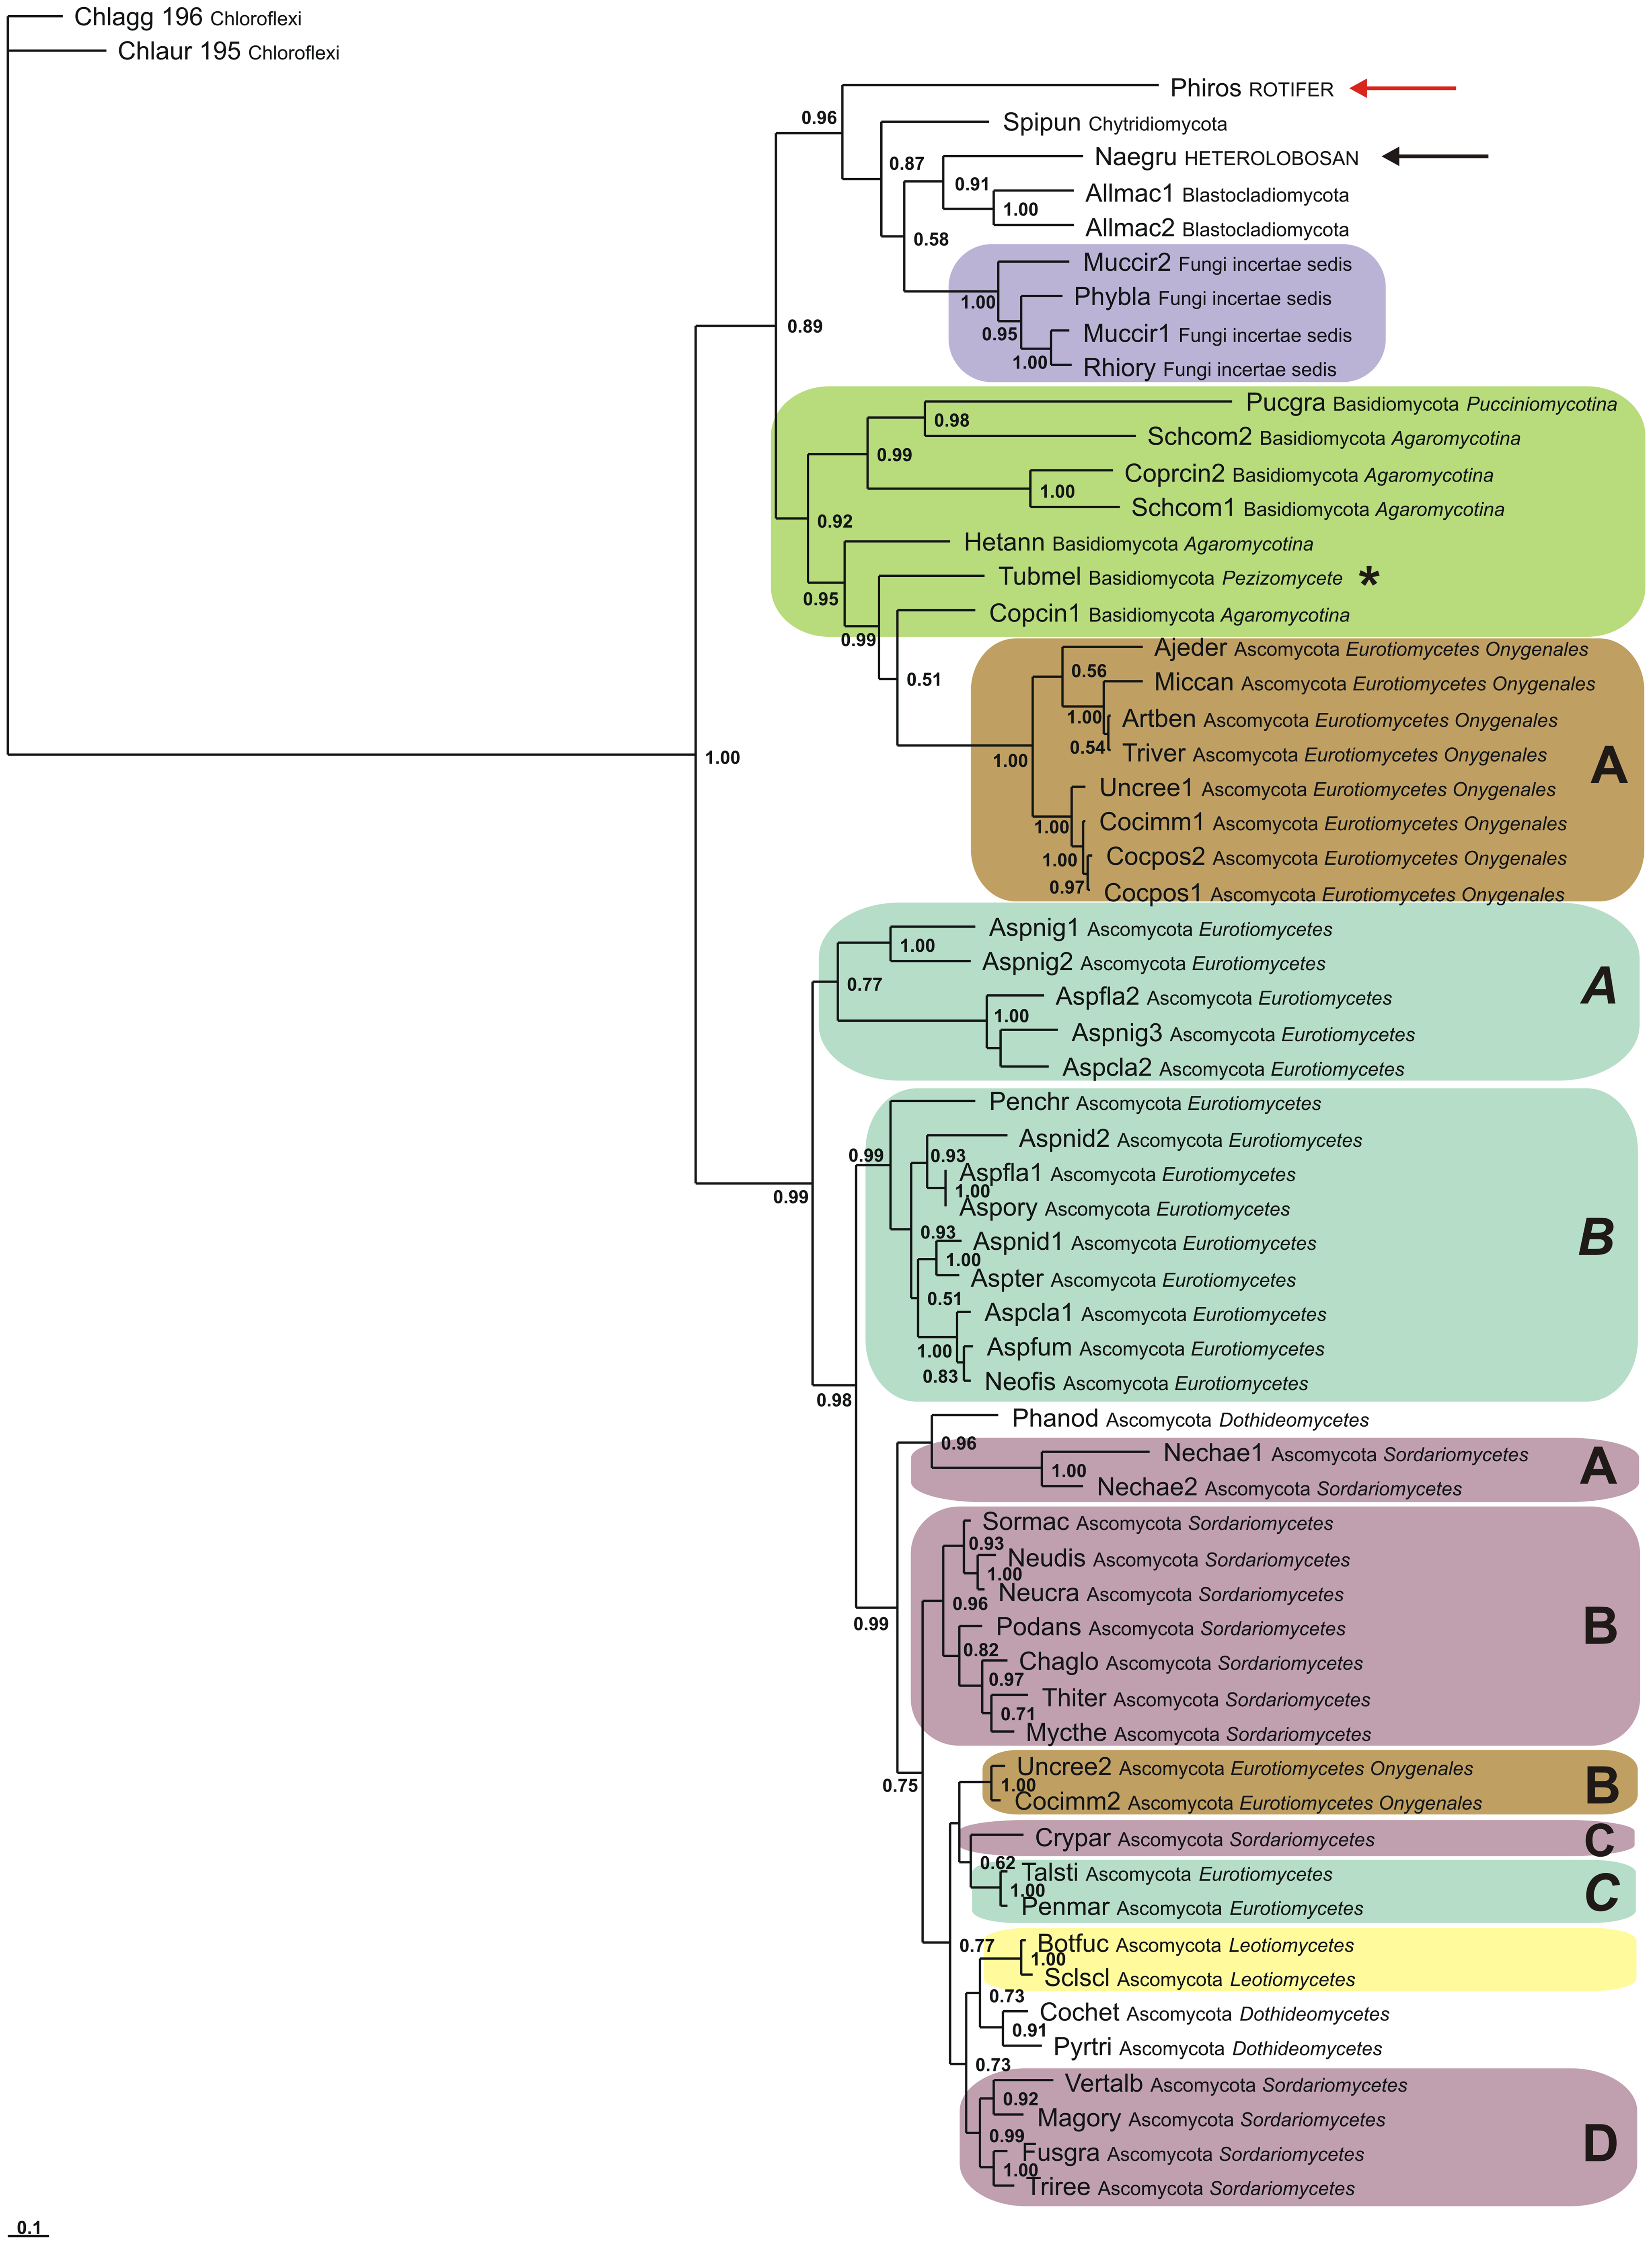 Chlagg 196 Chloroflexi
Chlaur 195 Chloroflexi
Phiros ROTIFER
0.96
Spipun Chytridiomycota
Naegru HETEROLOBOSAN
0.87
0.91
Allmac1 Blastocladiomycota
1.00
Allmac2 Blastocladiomycota
0.58
Muccir2 Fungi incertae sedis
1.00
Phybla Fungi incertae sedis
0.89
0.95
Muccir1 Fungi incertae sedis
1.00
Rhiory Fungi incertae sedis
Pucgra Basidiomycota Pucciniomycotina
0.98
Schcom2 Basidiomycota Agaromycotina
0.99
Coprcin2 Basidiomycota Agaromycotina
1.00
Schcom1 Basidiomycota Agaromycotina
0.92
Hetann Basidiomycota Agaromycotina
Tubmel Basidiomycota Pezizomycete *
0.95
Copcin1 Basidiomycota Agaromycotina
0.99
Ajeder Ascomycota Eurotiomycetes Onygenales
0.56
0.51
Miccan Ascomycota Eurotiomycetes Onygenales
1.00
Artben Ascomycota Eurotiomycetes Onygenales
0.54
Triver Ascomycota Eurotiomycetes Onygenales
1.00
1.00
A
Uncree1 Ascomycota Eurotiomycetes Onygenales
1.00
Cocimm1 Ascomycota Eurotiomycetes Onygenales
1.00
Cocpos2 Ascomycota Eurotiomycetes Onygenales
0.97
Cocpos1 Ascomycota Eurotiomycetes Onygenales
Aspnig1 Ascomycota Eurotiomycetes
1.00
Aspnig2 Ascomycota Eurotiomycetes
0.77
A
Aspfla2 Ascomycota Eurotiomycetes
1.00
Aspnig3 Ascomycota Eurotiomycetes
Aspcla2 Ascomycota Eurotiomycetes
Penchr Ascomycota Eurotiomycetes
Aspnid2 Ascomycota Eurotiomycetes
0.99
0.93
Aspfla1 Ascomycota Eurotiomycetes
1.00
0.99
Aspory Ascomycota Eurotiomycetes
0.93
B
Aspnid1 Ascomycota Eurotiomycetes
1.00
Aspter Ascomycota Eurotiomycetes
0.51
Aspcla1 Ascomycota Eurotiomycetes
1.00
Aspfum Ascomycota Eurotiomycetes
0.83
Neofis Ascomycota Eurotiomycetes
0.98
Phanod Ascomycota Dothideomycetes
0.96
Nechae1 Ascomycota Sordariomycetes
1.00
A
Nechae2 Ascomycota Sordariomycetes
Sormac Ascomycota Sordariomycetes
0.93
Neudis Ascomycota Sordariomycetes
1.00
Neucra Ascomycota Sordariomycetes
0.96
0.99
Podans Ascomycota Sordariomycetes
B
0.82
Chaglo Ascomycota Sordariomycetes
0.97
Thiter Ascomycota Sordariomycetes
0.71
Mycthe Ascomycota Sordariomycetes
Uncree2 Ascomycota Eurotiomycetes Onygenales
0.75
1.00
B
Cocimm2 Ascomycota Eurotiomycetes Onygenales
Crypar Ascomycota Sordariomycetes
C
0.62
Talsti Ascomycota Eurotiomycetes
1.00
C
Penmar Ascomycota Eurotiomycetes
0.77
Botfuc Ascomycota Leotiomycetes
1.00
Sclscl Ascomycota Leotiomycetes
0.73
Cochet Ascomycota Dothideomycetes
0.91
Pyrtri Ascomycota Dothideomycetes
0.73
Vertalb Ascomycota Sordariomycetes
0.92
Magory Ascomycota Sordariomycetes
0.99
D
Fusgra Ascomycota Sordariomycetes
1.00
Triree Ascomycota Sordariomycetes
0.1